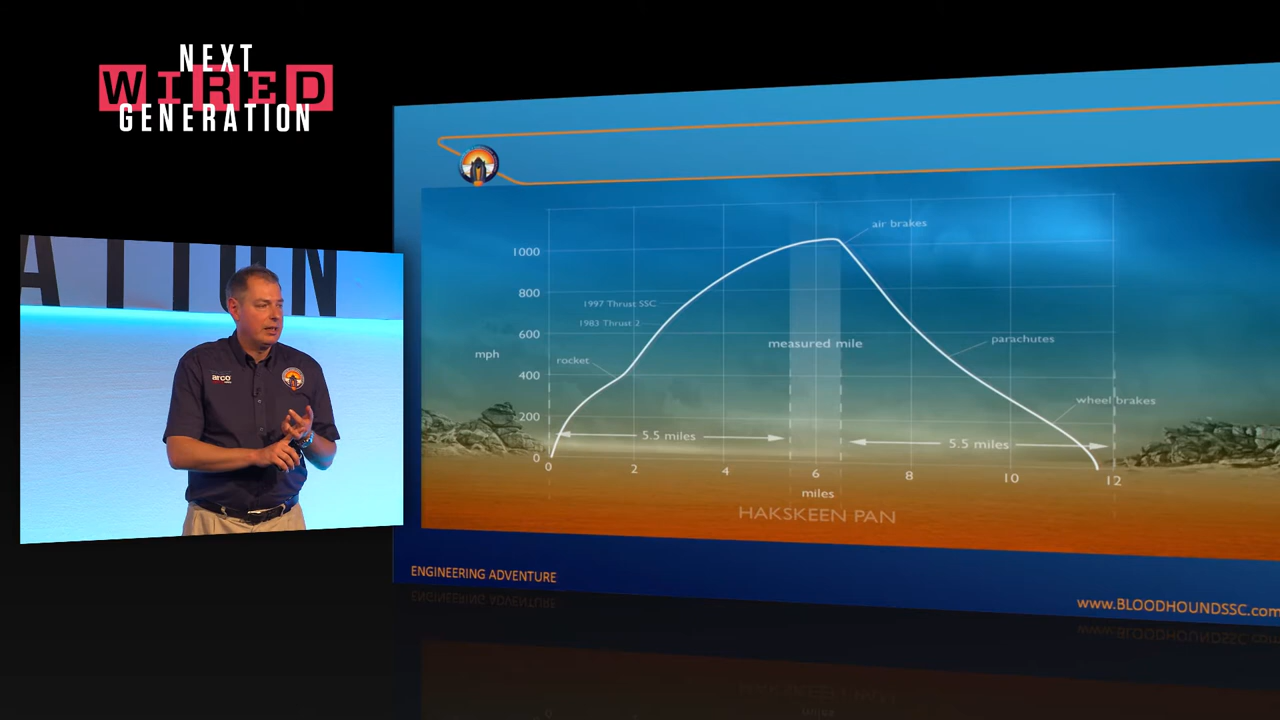 NEXT
WIRED
GENERATION
ATION
arco
air brakes
1000
800
1997 Thrust SSC
1983 Thrust 2
600
measured mile
parachutes
mph
rocket
400
wheel brakes
200
5.5 miles
5.5 miles
0
0
2
4
6
8
10
12
miles
HAKSKEEN PAN
ENGINEERING ADVENTURE
www.BLOODHOUNDSSC.com